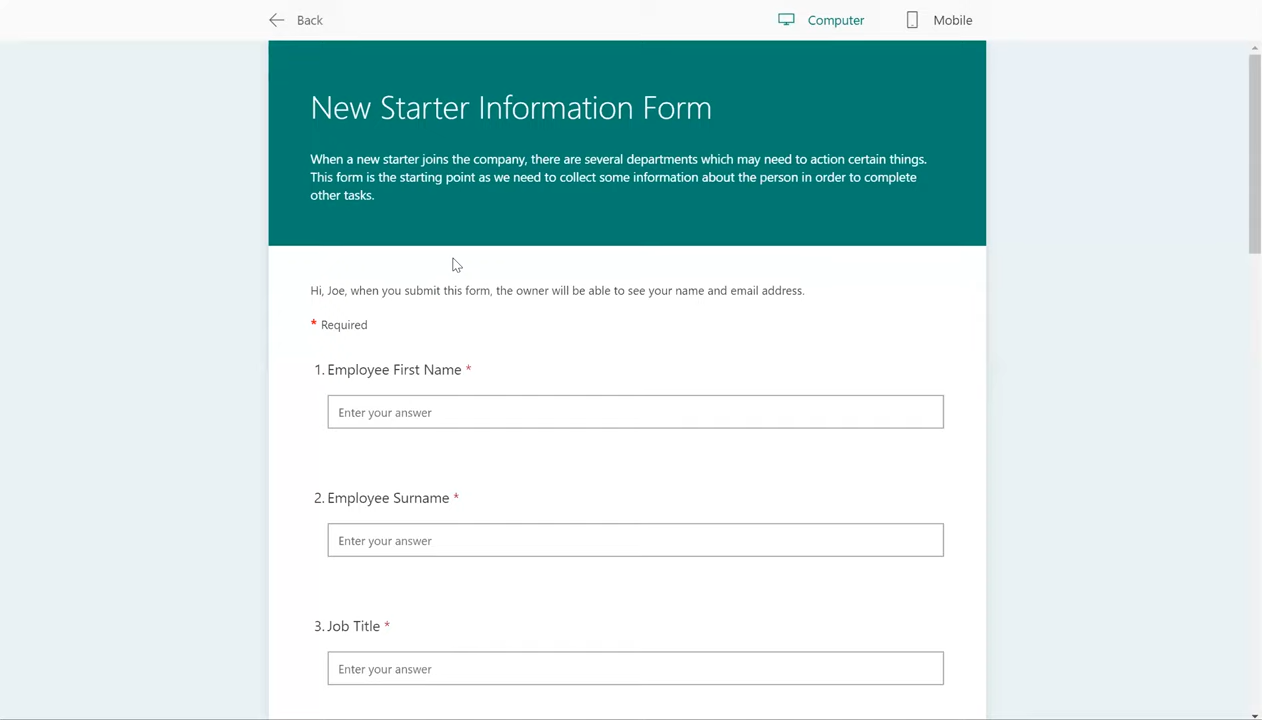 Back
Computer
Mobile
New Starter Information Form
When a new starter joins the company, there are several departments which may need to action certain things.
This form is the starting point as we need to collect some information about the person in order to complete
other tasks.
Hi, Joe, when you submit this form, the owner will be able to see your name and email address.
* Required
1. Employee First Name *
Enter your answer
2. Employee Surname *
Enter your answer
3. Job Title *
Enter your answer